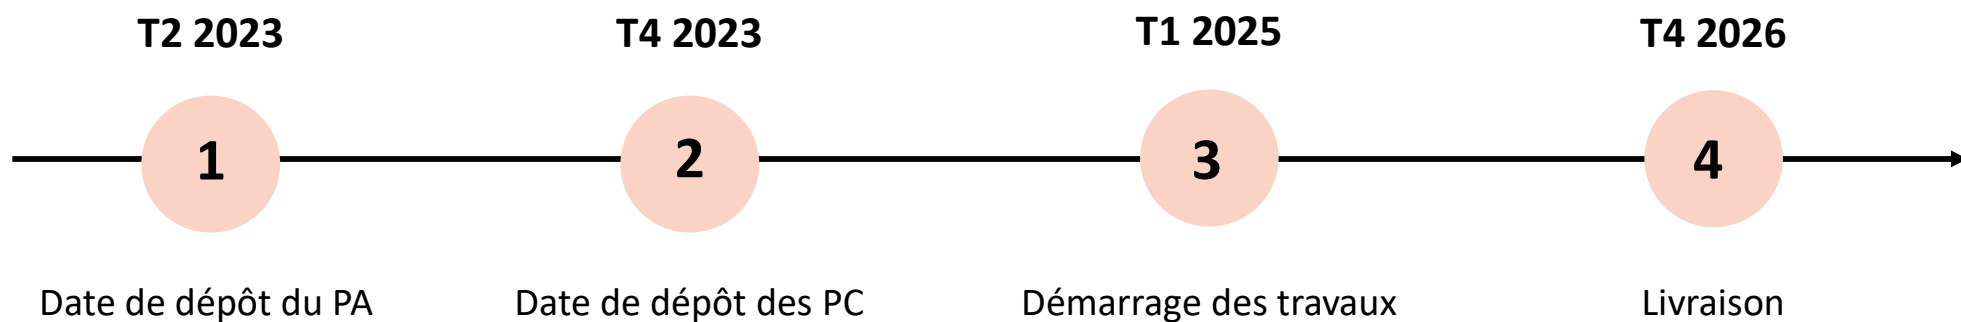 T2 2023
T4 2023
T1 2025
T4 2026
1
2
3
4
Date de dépôt du PA
Date de dépôt des PC
Démarrage des travaux
Livraison